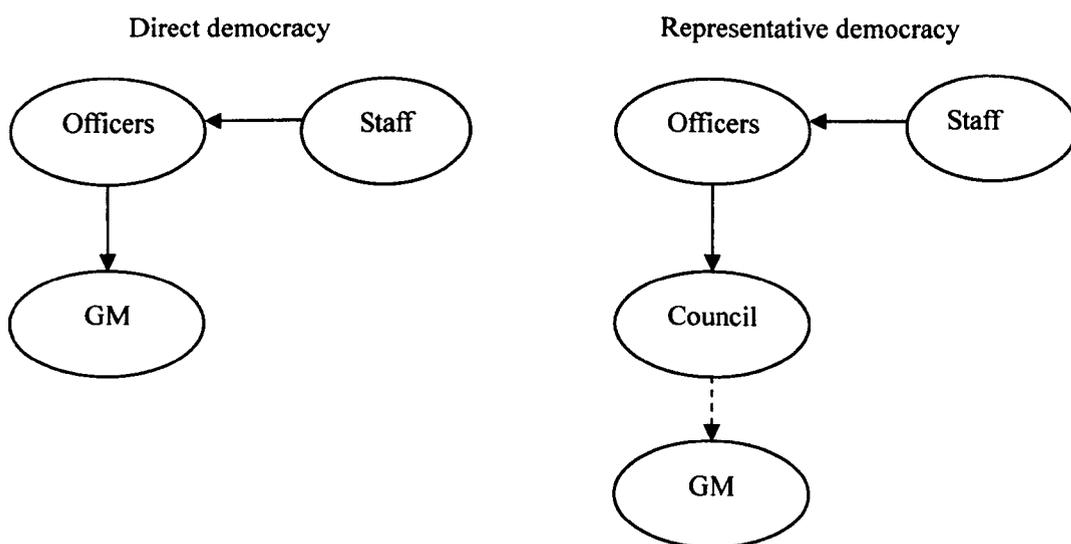 Direct democracy
Representative democracy
Officers
Staff
Officers
Staff
GM
Council
GM